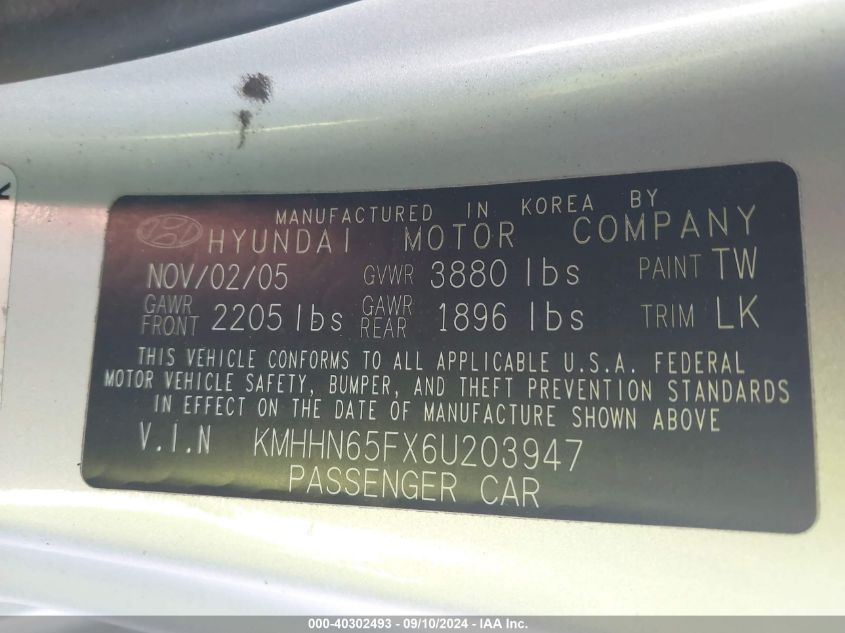 MANUFACTURED IN KOREA BY
HYUNDAI MOTOR COMPANY
NOV/02/05 GVWR 3880 lbs PAINT TW
GAWR FRONT 2205 lbs GAWR REAR 1896 lbs TRIM LK
THIS VEHICLE CONFORMS TO ALL APPLICABLE U.S.A. FEDERAL
MOTOR VEHICLE SAFETY, BUMPER, AND THEFT PREVENTION STANDARDS
IN EFFECT ON THE DATE OF MANUFACTURE SHOWN ABOVE
V.I.N KMHHN65FX6U203947
PASSENGER CAR
000-40302493 - 09/10/2024 - IAA Inc.